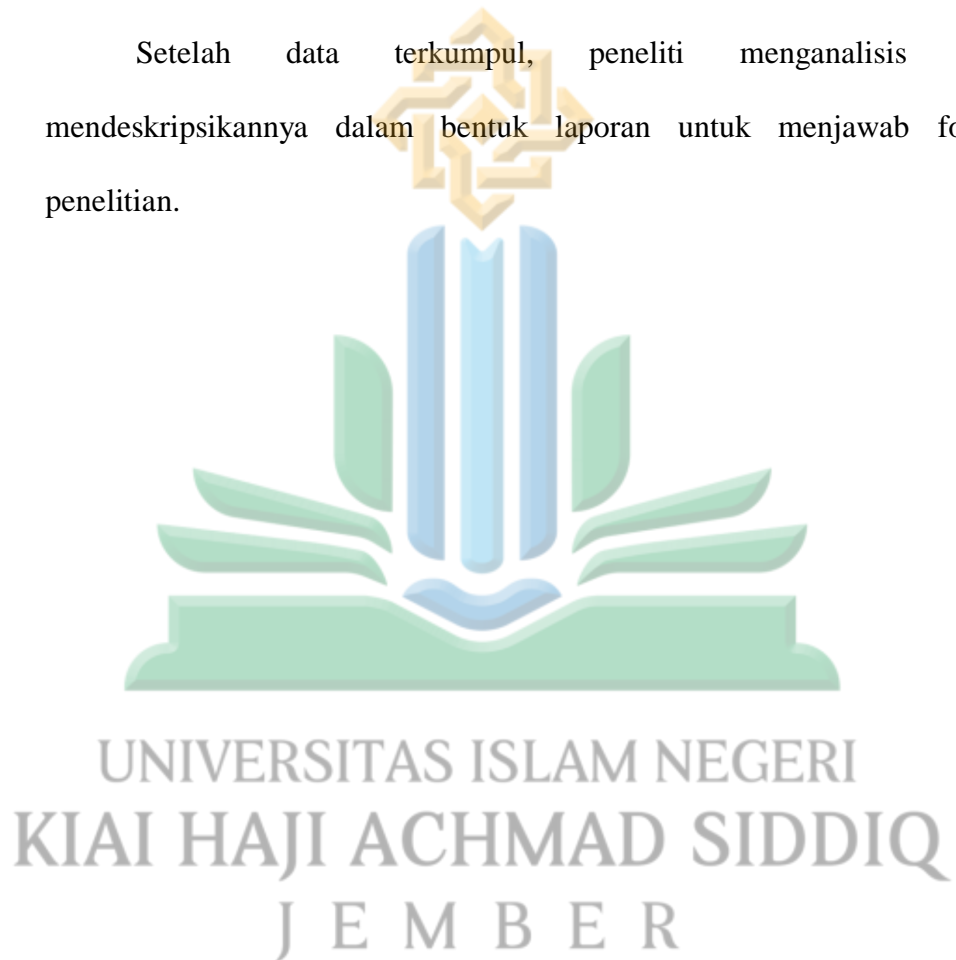 Setelah data terkumpul, peneliti menganalisis
mendeskripsikannya dalam bentuk laporan untuk menjawab
penelitian.
UNIVERSITAS ISLAM NEGERI
KIAI HAJI ACHMAD SIDDIQ
JEMBER